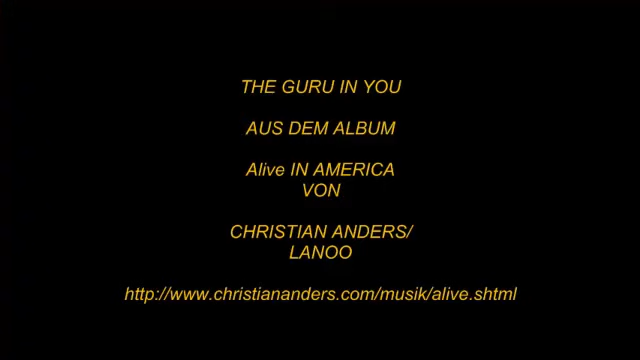 THE GURU IN YOU
AUS DEM ALBUM
Alive IN AMERICA
VON
CHRISTIAN ANDERS/
LANOO
http://www.christiananders.com/musik/alive.shtml